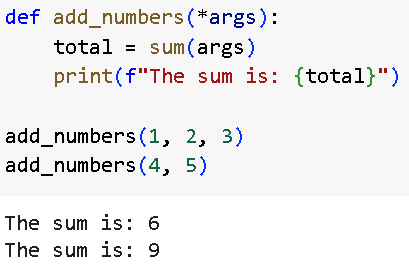 def add_numbers(*args):
    total = sum(args)
    print(f"The sum is: {total}")

add_numbers(1, 2, 3)
add_numbers(4, 5)

The sum is: 6
The sum is: 9